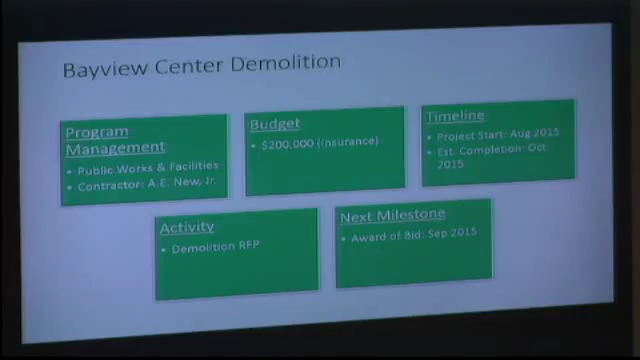 Bayview Center Demolition
Program
Management
• Public Works & Facilities
• Contractor: A.E. New, Jr.
Budget
• $200,000 (Insurance)
Timeline
• Project Start: Aug 2015
• Est. Completion: Oct
2015
Activity
• Demolition RFP
Next Milestone
• Award of Bid: Sep 2015